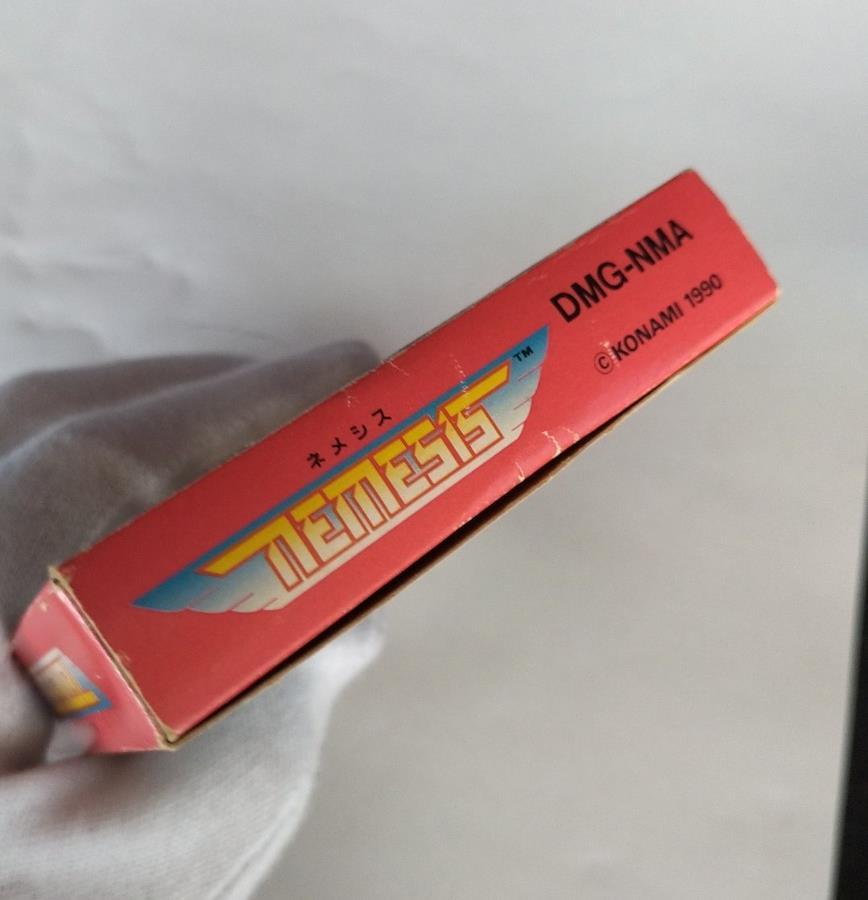 ネメシス
NEMESIS™
DMG-NMA
©KONAMI 1990